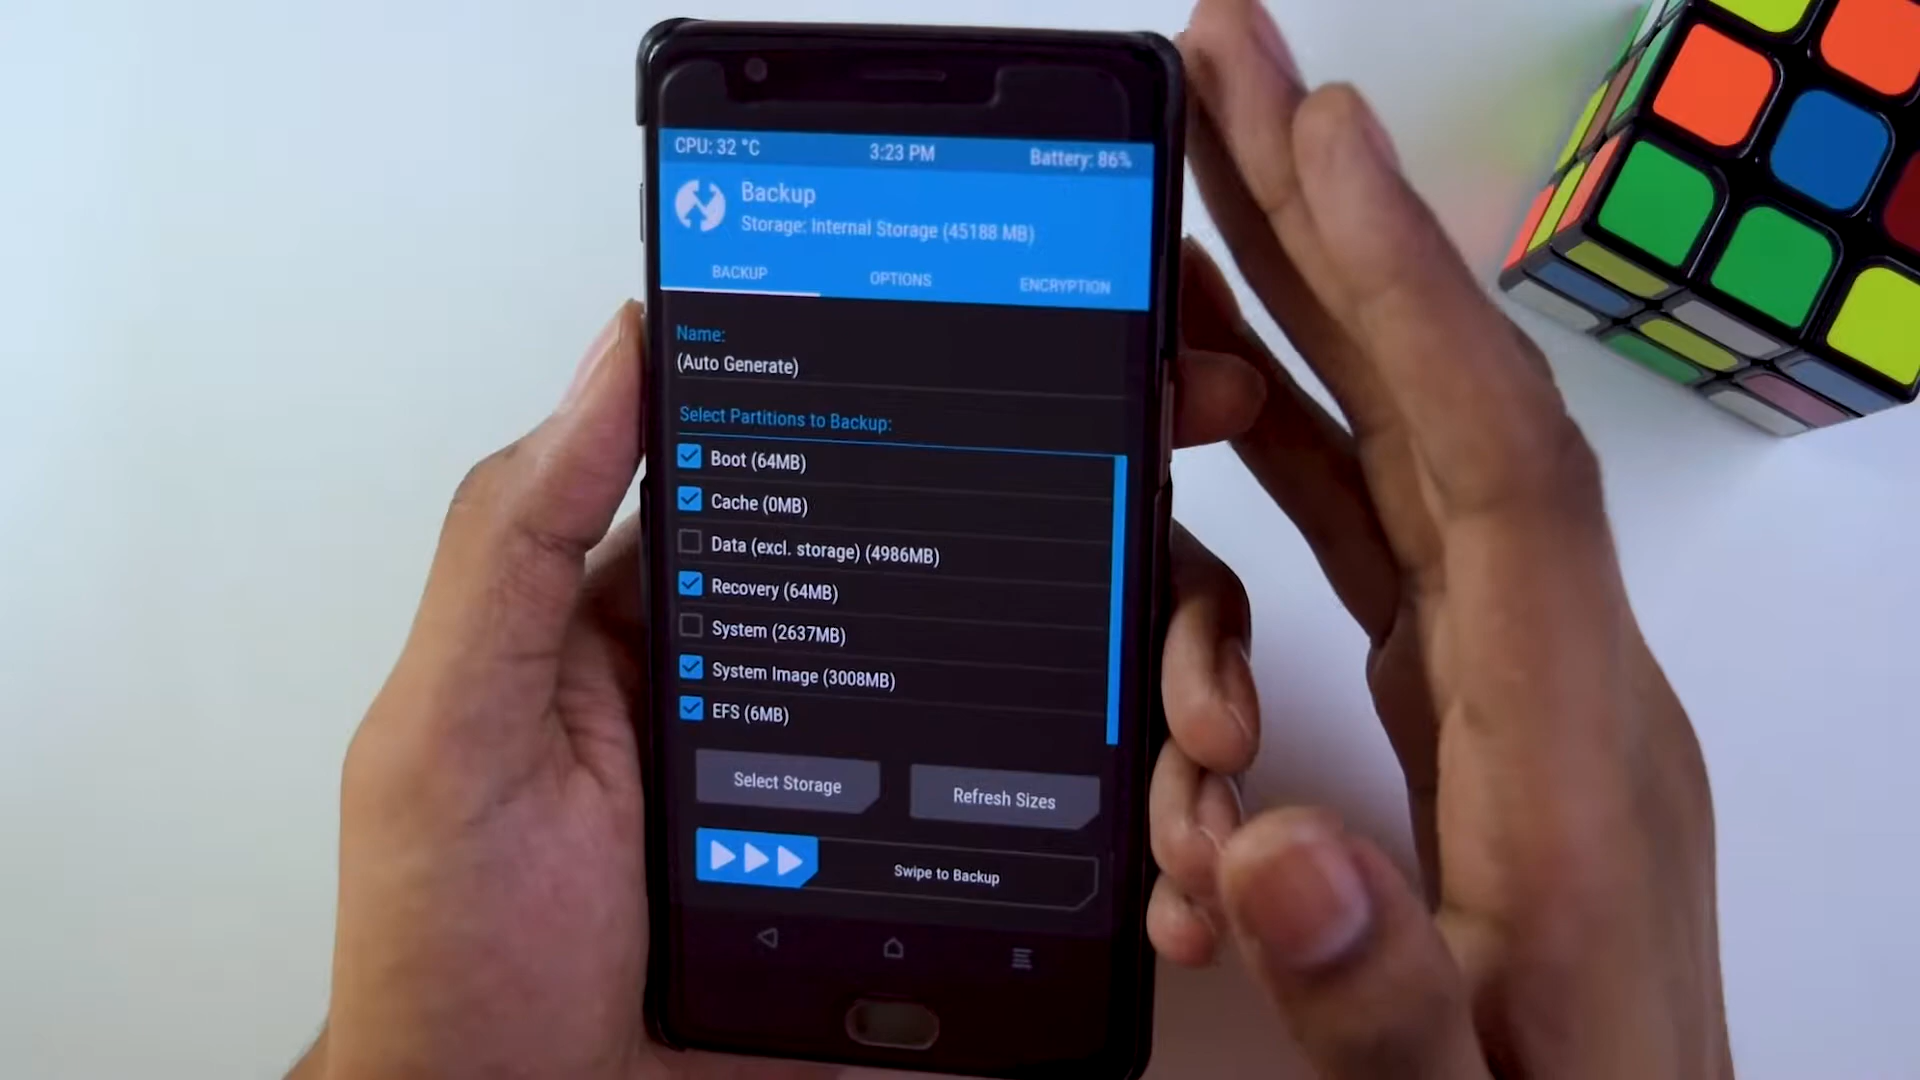 CPU: 32 °C 3:23 PM Battery: 86%
Backup
Storage: Internal Storage (45188 MB)
BACKUP OPTIONS ENCRYPTION
Name:
(Auto Generate)
Select Partitions to Backup:
Boot (64MB)
Cache (0MB)
Data (excl. storage) (4986MB)
Recovery (64MB)
System (2637MB)
System Image (3008MB)
EFS (6MB)
Select Storage Refresh Sizes
Swipe to Backup